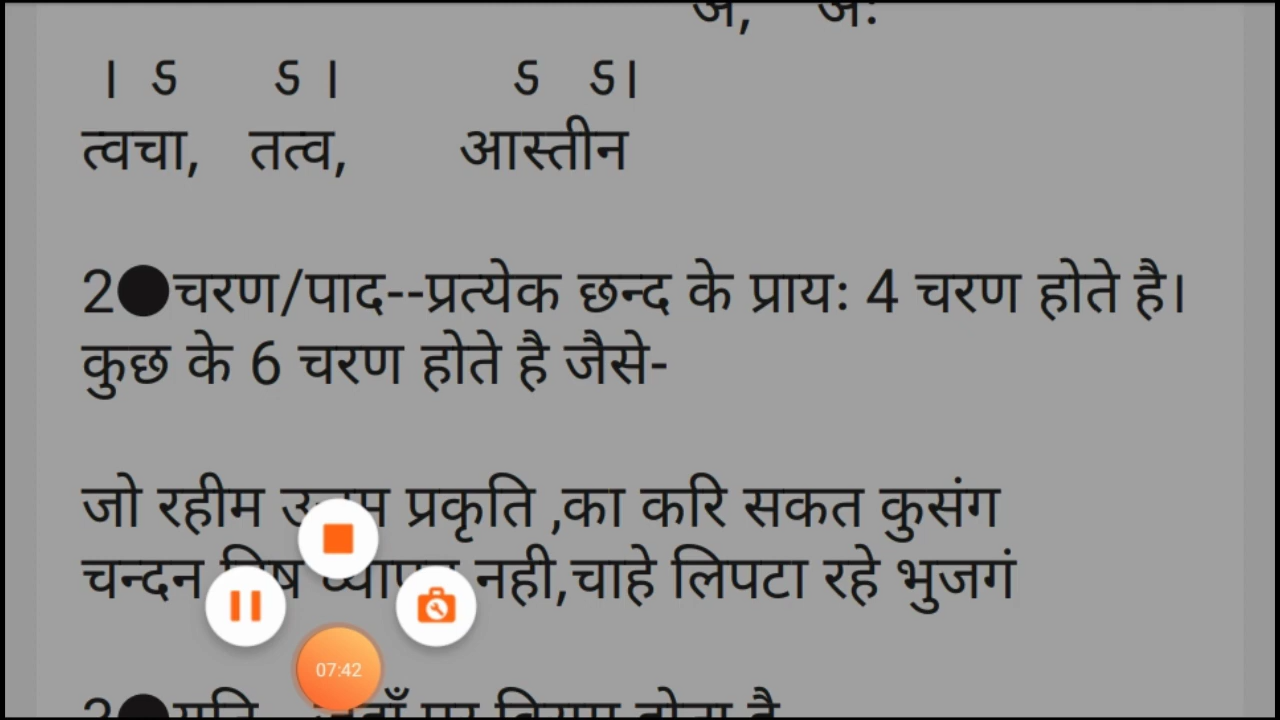 । ऽ ऽ । ऽ ऽ।
त्वचा, तत्व, आस्तीन
2●चरण/पाद--प्रत्येक छन्द के प्राय: 4 चरण होते है।
कुछ के 6 चरण होते है जैसे-
जो रहीम प्रकृति ,का करि सकत कुसंग
चन्दन नही,चाहे लिपटा रहे भुजगं
07:42